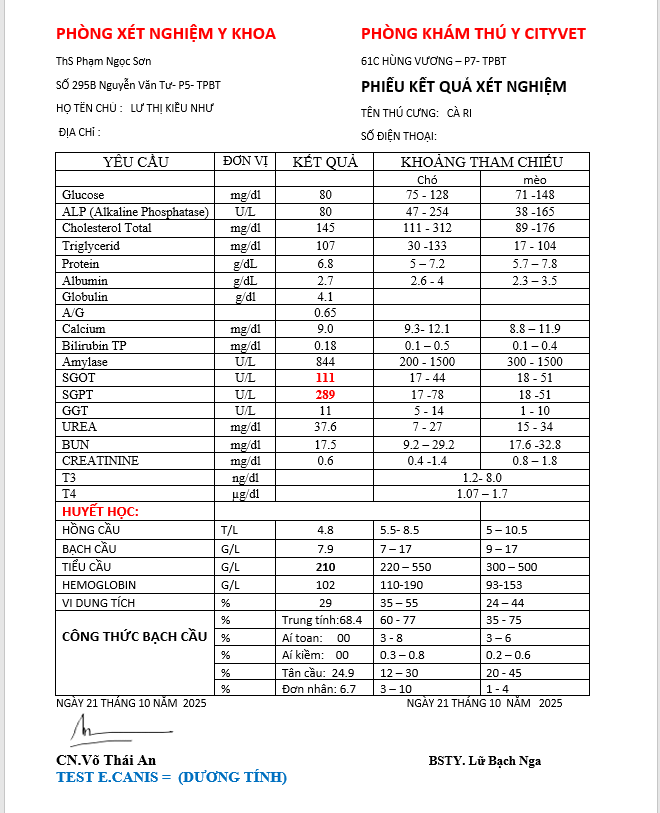 PHÒNG XÉT NGHIỆM Y KHOA PHÒNG KHÁM THÚ Y CITYVET
ThS Phạm Ngọc Sơn 61C HÙNG VƯƠNG – P7- TPBT
SỐ 295B Nguyễn Văn Tư- P5- TPBT PHIẾU KẾT QUẢ XÉT NGHIỆM
HỌ TÊN CHỦ : LƯ THỊ KIỀU NHƯ TÊN THÚ CƯNG: CÀ RI
ĐỊA CHỈ : SỐ ĐIỆN THOẠI:
YÊU CẦU ĐƠN VỊ KẾT QUẢ KHOẢNG THAM CHIẾU
Chó mèo
Glucose mg/dl 80 75 - 128 71 -148
ALP (Alkaline Phosphatase) U/L 80 47 - 254 38 -165
Cholesterol Total mg/dl 145 111 - 312 89 -176
Triglycerid mg/dl 107 30 -133 17 - 104
Protein g/dL 6.8 5 – 7.2 5.7 – 7.8
Albumin g/dL 2.7 2.6 - 4 2.3 – 3.5
Globulin g/dl 4.1
A/G 0.65
Calcium mg/dl 9.0 9.3- 12.1 8.8 – 11.9
Bilirubin TP mg/dl 0.18 0.1 – 0.5 0.1 – 0.4
Amylase U/L 844 200 - 1500 300 - 1500
SGOT U/L 111 17 - 44 18 - 51
SGPT U/L 289 17 -78 18 -51
GGT U/L 11 5 - 14 1 - 10
UREA mg/dl 37.6 7 - 27 15 - 34
BUN mg/dl 17.5 9.2 – 29.2 17.6 -32.8
CREATININE mg/dl 0.6 0.4 -1.4 0.8 – 1.8
T3 ng/dl 1.2- 8.0
T4 µg/dl 1.07 – 1.7
HUYẾT HỌC:
HỒNG CẦU T/L 4.8 5.5- 8.5 5 – 10.5
BẠCH CẦU G/L 7.9 7 – 17 9 – 17
TIỂU CẦU G/L 210 220 – 550 300 – 500
HEMOGLOBIN G/L 102 110-190 93-153
VI DUNG TÍCH % 29 35 – 55 24 – 44
CÔNG THỨC BẠCH CẦU % Trung tính:68.4 60 - 77 35 - 75
% Aí toan: 00 3 - 8 3 – 6
% Aí kiềm: 00 0.3 – 0.8 0.2 – 0.6
% Tân cầu: 24.9 12 – 30 20 - 45
% Đơn nhân: 6.7 3 – 10 1 - 4
NGÀY 21 THÁNG 10 NĂM 2025 NGÀY 21 THÁNG 10 NĂM 2025
CN.Võ Thái An BSTY. Lữ Bạch Nga
TEST E.CANIS = (DƯƠNG TÍNH)